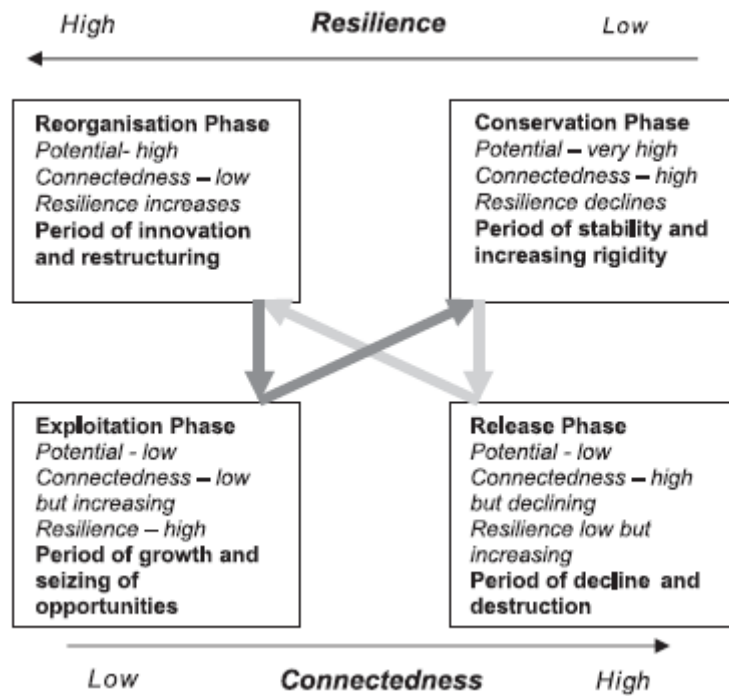 High Resilience Low
Reorganisation Phase
Potential- high
Connectedness – low
Resilience increases
Period of innovation
and restructuring
Conservation Phase
Potential – very high
Connectedness – high
Resilience declines
Period of stability and
increasing rigidity
Exploitation Phase
Potential - low
Connectedness – low
but increasing
Resilience – high
Period of growth and
seizing of
opportunities
Release Phase
Potential - low
Connectedness – high
but declining
Resilience low but
increasing
Period of decline and
destruction
Low Connectedness High